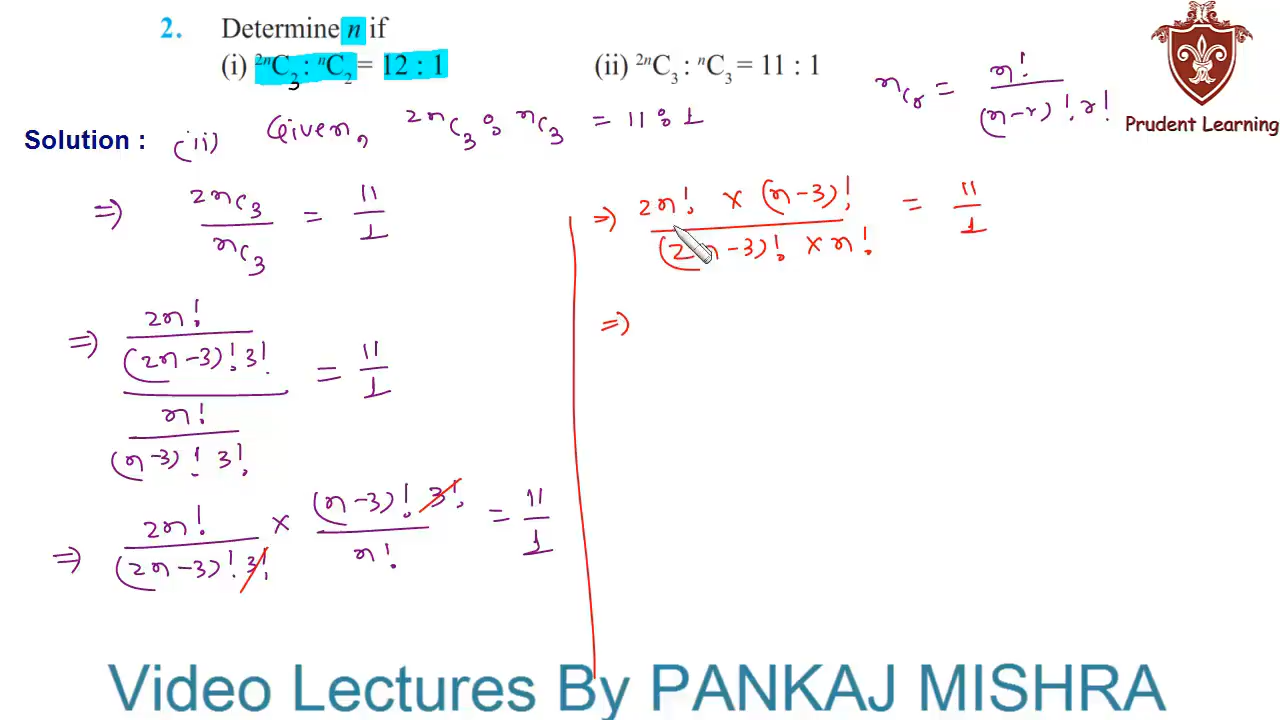 2. Determine n if
(i) ²ⁿC₃ : ⁿC₂ = 12 : 1 (ii) ²ⁿC₃ : ⁿC₃ = 11 : 1
3
nCr = n! / (n-r)! r!
Prudent Learning
Solution : (ii) Given, 2nC3 : nC3 = 11 : 1
⇒ 2nC3 / nC3 = 11/1
⇒ 2n! / (2n-3)! 3! / n! / (n-3)! 3! = 11/1
⇒ 2n! / (2n-3)! 3! × (n-3)! 3! / n! = 11/1
⇒ 2n! × (n-3)! / (2n-3)! × n! = 11/1
⇒
Video Lectures By PANKAJ MISHRA